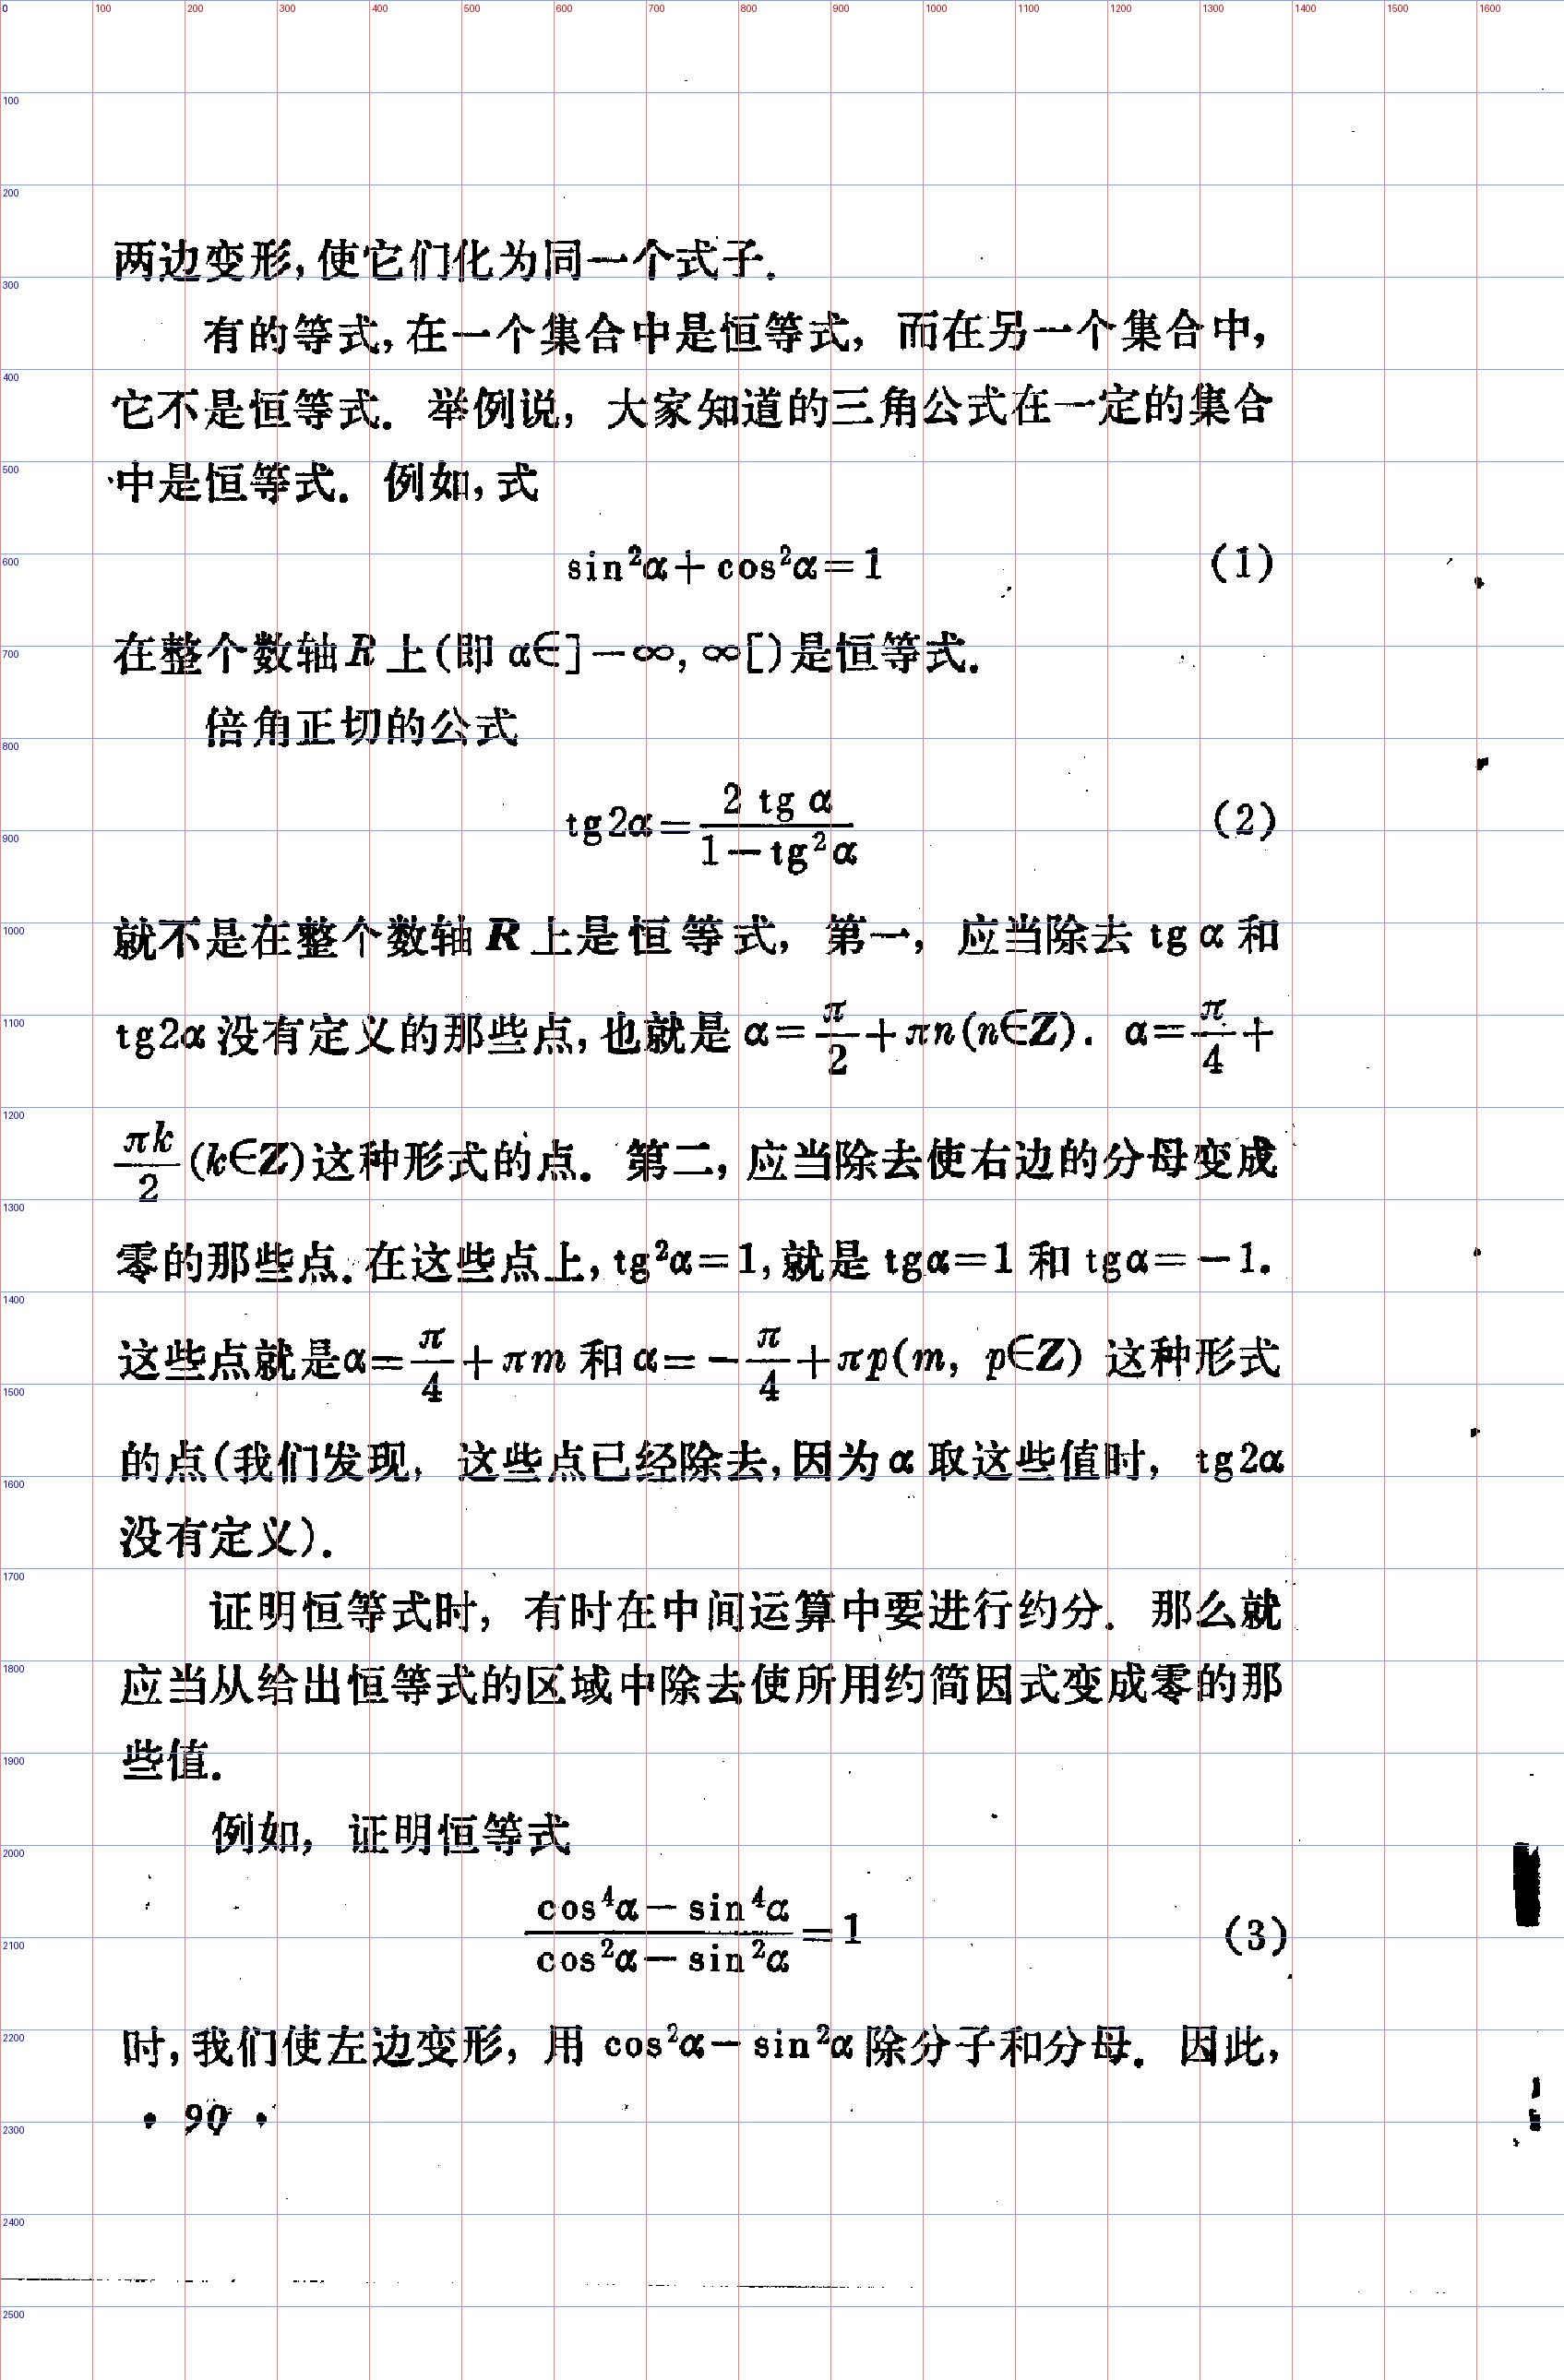 两边变形,使它们化为同一个式子.
有的等式,在一个集合中是恒等式, 而在另一个集合中,
它不是恒等式. 举例说, 大家知道的三角公式在一定的集合
中是恒等式. 例如,式
sin²α+cos²α=1 (1)
在整个数轴R上(即 α∈]-∞,∞[)是恒等式.
倍角正切的公式
tg2α=\frac{2 tg α}{1-tg²α} (2)
就不是在整个数轴 R 上是恒等式, 第一, 应当除去 tg α 和
tg2α 没有定义的那些点,也就是 α=\frac{π}{2}+πn(n∈Z). α=\frac{π}{4}+
\frac{πk}{2}(k∈Z)这种形式的点. 第二,应当除去使右边的分母变成
零的那些点.在这些点上,tg²α=1,就是 tgα=1 和 tgα=-1.
这些点就是α=\frac{π}{4}+πm 和 α=-\frac{π}{4}+πp(m, p∈Z) 这种形式
的点(我们发现, 这些点已经除去,因为 α 取这些值时, tg2α
没有定义).
证明恒等式时, 有时在中间运算中要进行约分. 那么就
应当从给出恒等式的区域中除去使所用约简因式变成零的那
些值.
例如, 证明恒等式
\frac{cos⁴α-sin⁴α}{cos²α-sin²α}=1 (3)
时,我们使左边变形, 用 cos²α-sin²α 除分子和分母. 因此,
• 90 •